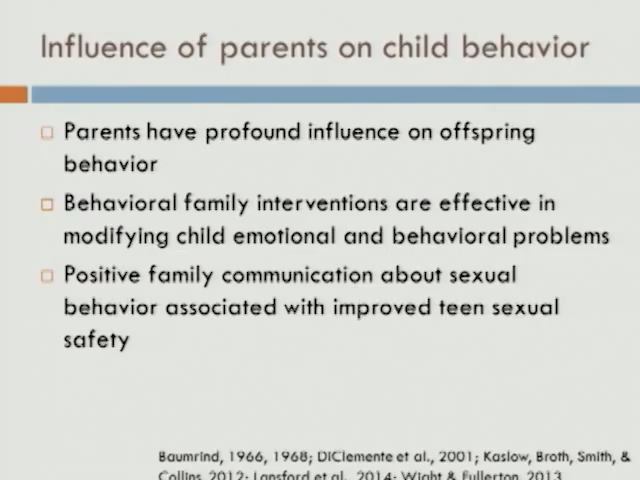 Influence of parents on child behavior
Parents have profound influence on offspring
behavior
Behavioral family interventions are effective in
modifying child emotional and behavioral problems
Positive family communication about sexual
behavior associated with improved teen sexual
safety
Baumrind, 1966, 1968; DiClemente et al., 2001; Kaslow, Broth, Smith, &
Collins, 2012; Lansford et al., 2014; Wight & Fullerton, 2013